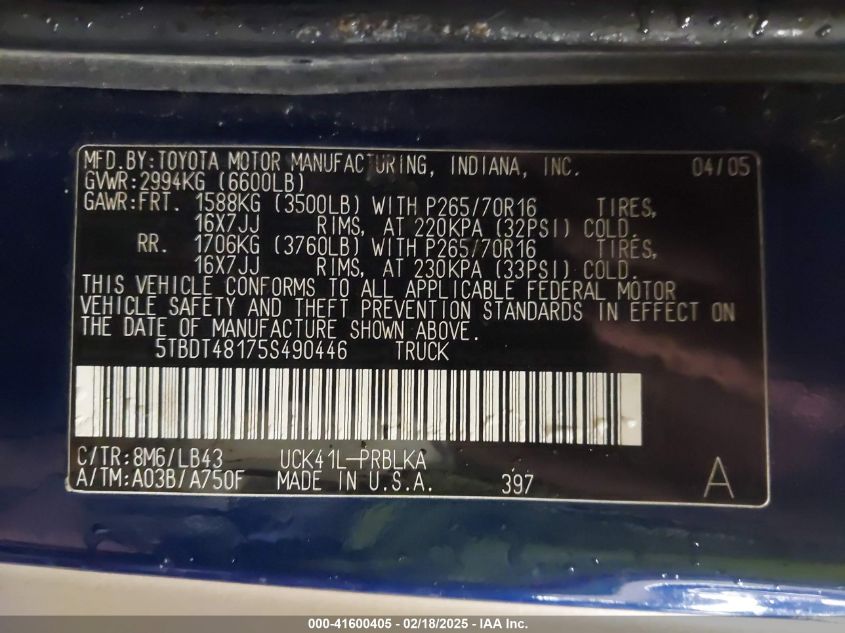 MFD.BY:TOYOTA MOTOR MANUFACTURING, INDIANA, INC. 04/05
GVWR:2994KG (6600LB)
GAWR:FRT. 1588KG (3500LB) WITH P265/70R16 TIRES,
16X7JJ RIMS, AT 220KPA (32PSI) COLD.
RR. 1706KG (3760LB) WITH P265/70R16 TIRES,
16X7JJ RIMS, AT 230KPA (33PSI) COLD.
THIS VEHICLE CONFORMS TO ALL APPLICABLE FEDERAL MOTOR
VEHICLE SAFETY AND THEFT PREVENTION STANDARDS IN EFFECT ON
THE DATE OF MANUFACTURE SHOWN ABOVE.
5TBDT48175S490446 TRUCK
C/TR:8M6/LB43 UCK41L-PRBLKA
A/TM:A03B/A750F MADE IN U.S.A. 397 A
000-41600405 - 02/18/2025 - IAA Inc.